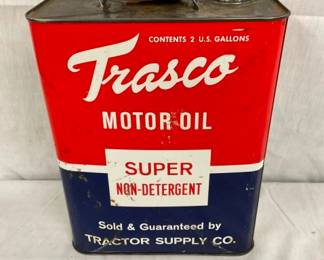 CONTENTS 2 U.S. GALLONS
Trasco
MOTOR OIL
SUPER
NON-DETERGENT
Sold & Guaranteed by
TRACTOR SUPPLY CO.